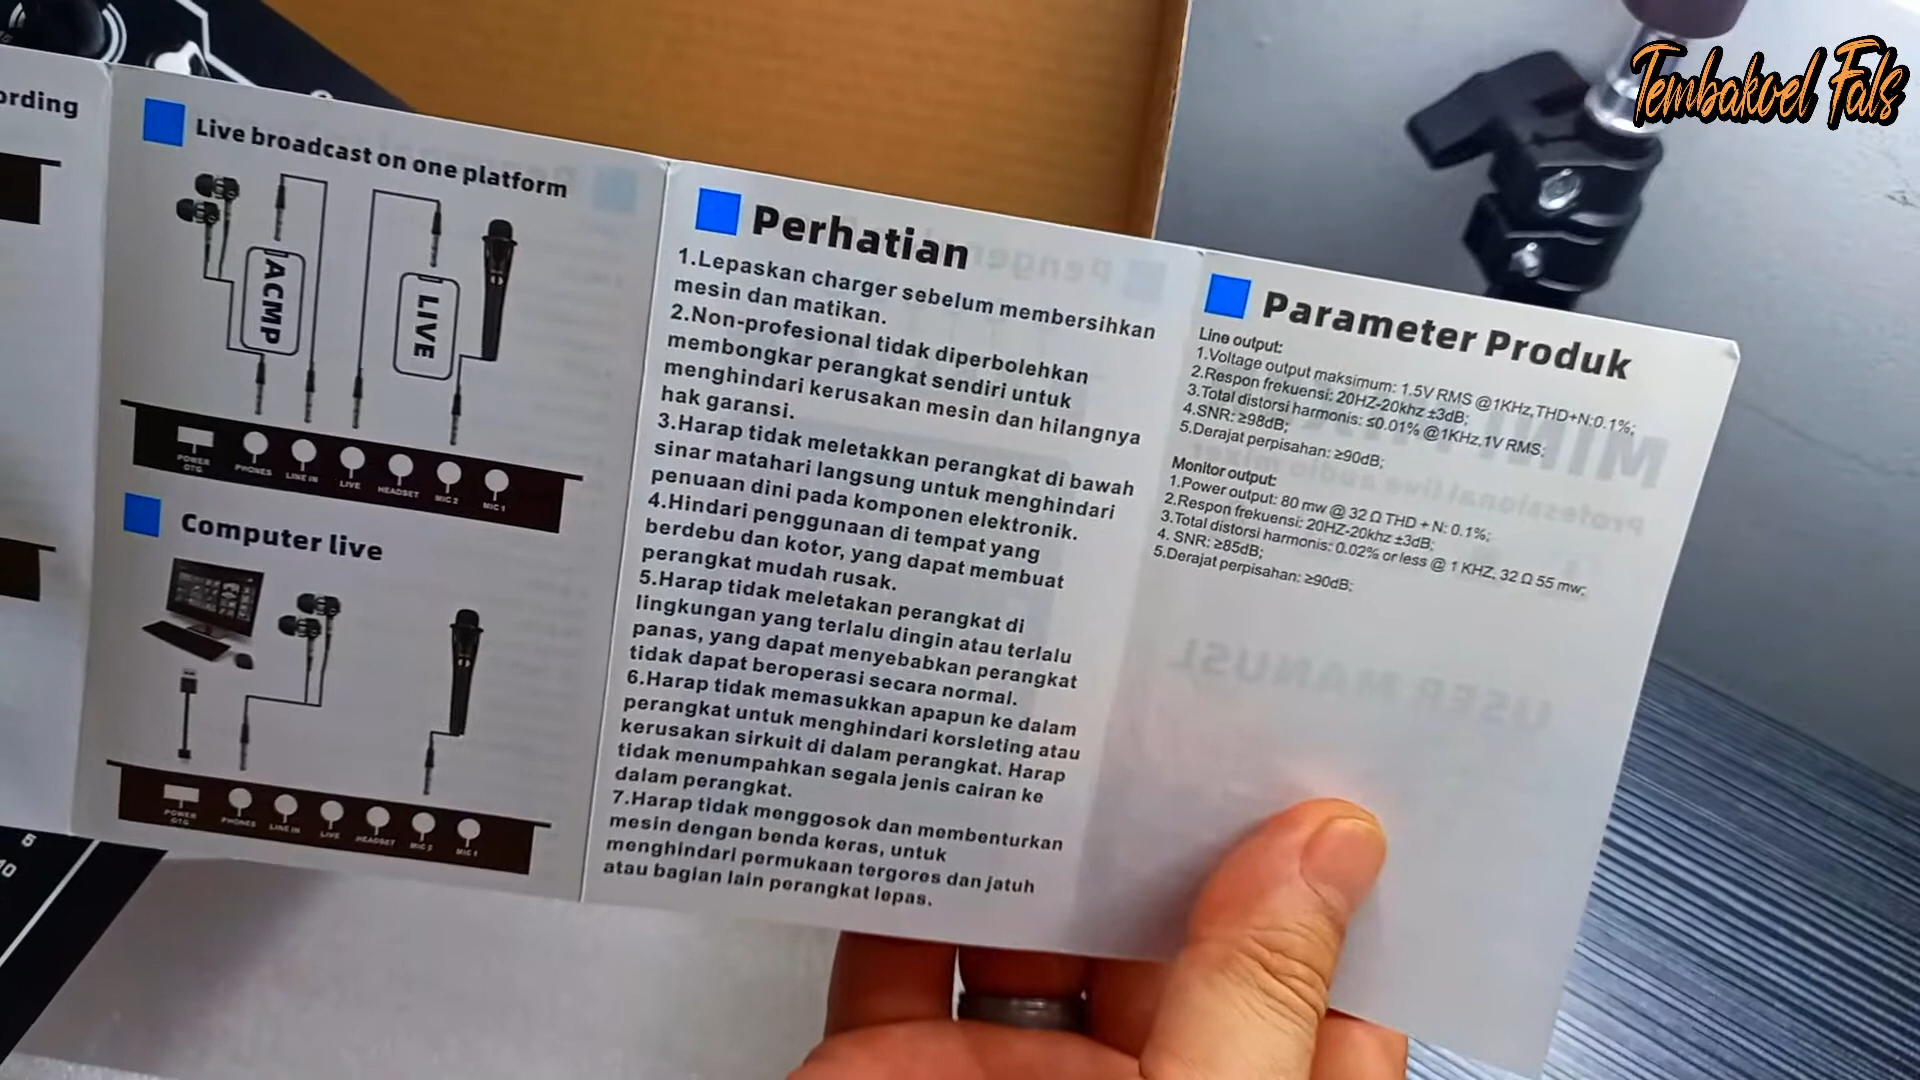 Tembakoel Fals
ording
Live broadcast on one platform
ACMP
LIVE
POWER
OTG
PHONES
LINE IN
LIVE
HEADSET
MIC 2
MIC 1
Computer live
POWER
OTG
PHONES
LINE IN
LIVE
HEADSET
MIC 2
MIC 1
Perhatian
1.Lepaskan charger sebelum membersihkan
mesin dan matikan.
2.Non-profesional tidak diperbolehkan
membongkar perangkat sendiri untuk
menghindari kerusakan mesin dan hilangnya
hak garansi.
3.Harap tidak meletakkan perangkat di bawah
sinar matahari langsung untuk menghindari
penuaan dini pada komponen elektronik.
4.Hindari penggunaan di tempat yang
berdebu dan kotor, yang dapat membuat
perangkat mudah rusak.
5.Harap tidak meletakan perangkat di
lingkungan yang terlalu dingin atau terlalu
panas, yang dapat menyebabkan perangkat
tidak dapat beroperasi secara normal.
6.Harap tidak memasukkan apapun ke dalam
perangkat untuk menghindari korsleting atau
kerusakan sirkuit di dalam perangkat. Harap
tidak menumpahkan segala jenis cairan ke
dalam perangkat.
7.Harap tidak menggosok dan membenturkan
mesin dengan benda keras, untuk
menghindari permukaan tergores dan jatuh
atau bagian lain perangkat lepas.
Parameter Produk
Line output:
1.Voltage output maksimum: 1.5V RMS @1KHz,THD+N:0.1%;
2.Respon frekuensi: 20HZ-20khz ±3dB;
3.Total distorsi harmonis: ≤0.01% @1KHz,1V RMS;
4.SNR: ≥98dB;
5.Derajat perpisahan: ≥90dB;
Monitor output:
1.Power output: 80 mw @ 32 Ω THD + N: 0.1%;
2.Respon frekuensi: 20HZ-20khz ±3dB;
3.Total distorsi harmonis: 0.02% or less @ 1 KHZ, 32 Ω 55 mw;
4. SNR: ≥85dB;
5.Derajat perpisahan: ≥90dB;
6
10